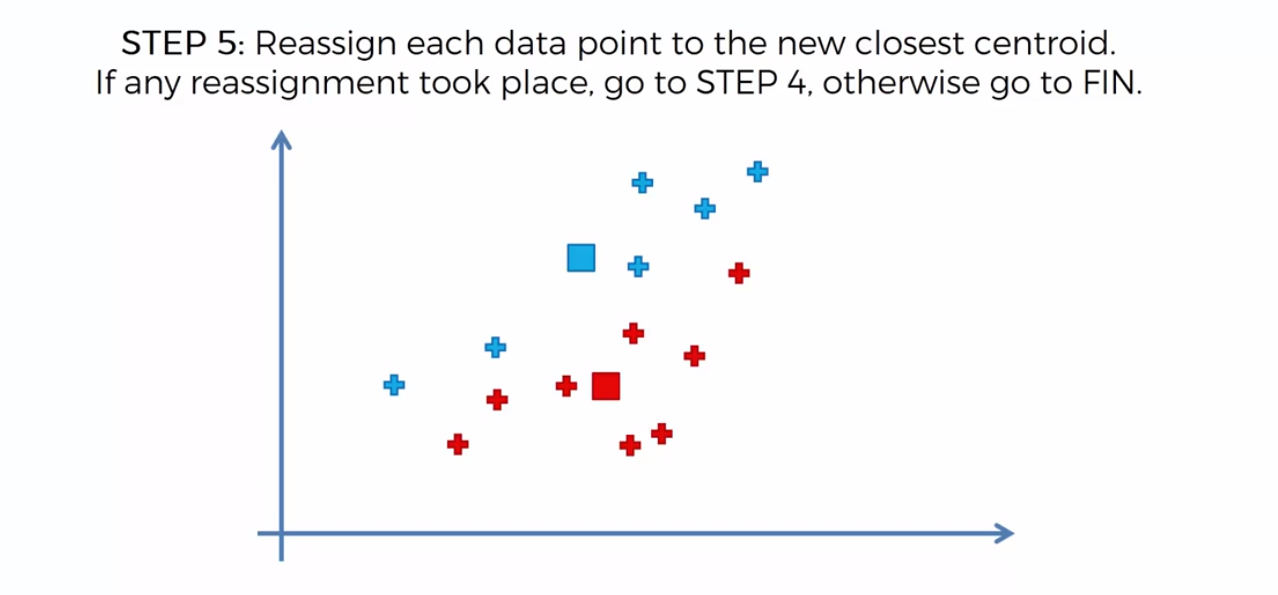 STEP 5: Reassign each data point to the new closest centroid.
If any reassignment took place, go to STEP 4, otherwise go to FIN.